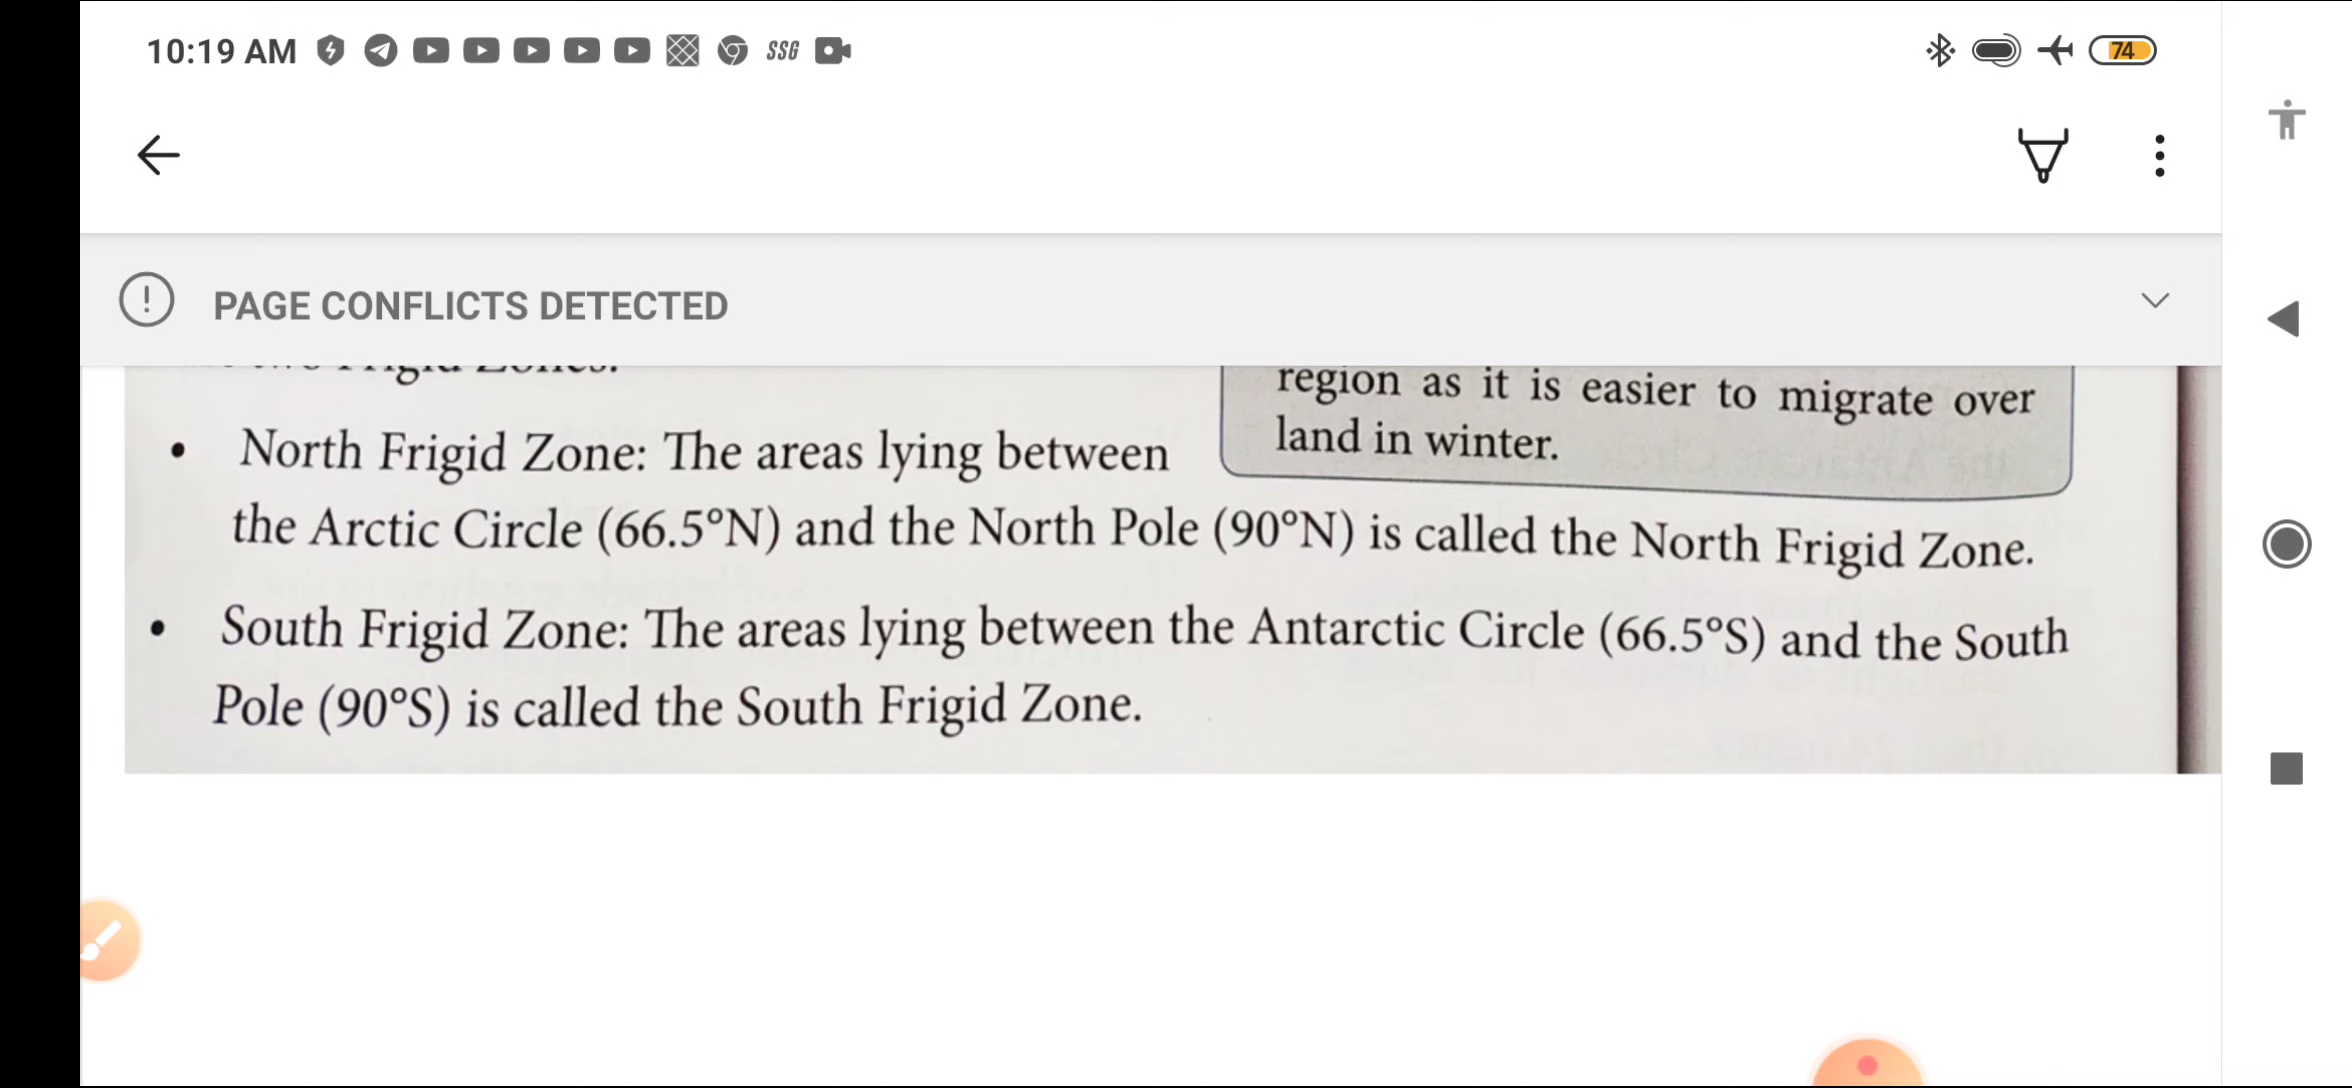 10:19 AM SSG 74
PAGE CONFLICTS DETECTED
region as it is easier to migrate over
land in winter.
• North Frigid Zone: The areas lying between
the Arctic Circle (66.5°N) and the North Pole (90°N) is called the North Frigid Zone.
• South Frigid Zone: The areas lying between the Antarctic Circle (66.5°S) and the South
Pole (90°S) is called the South Frigid Zone.